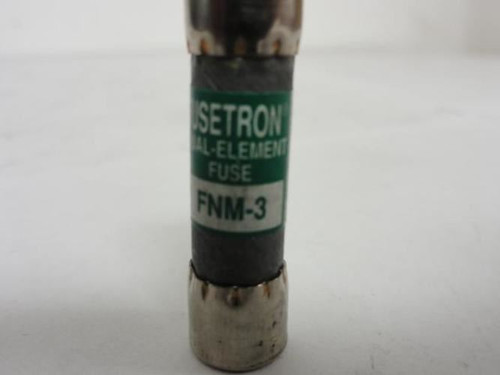 USETRON®
AL-ELEMENT
FUSE
FNM-3